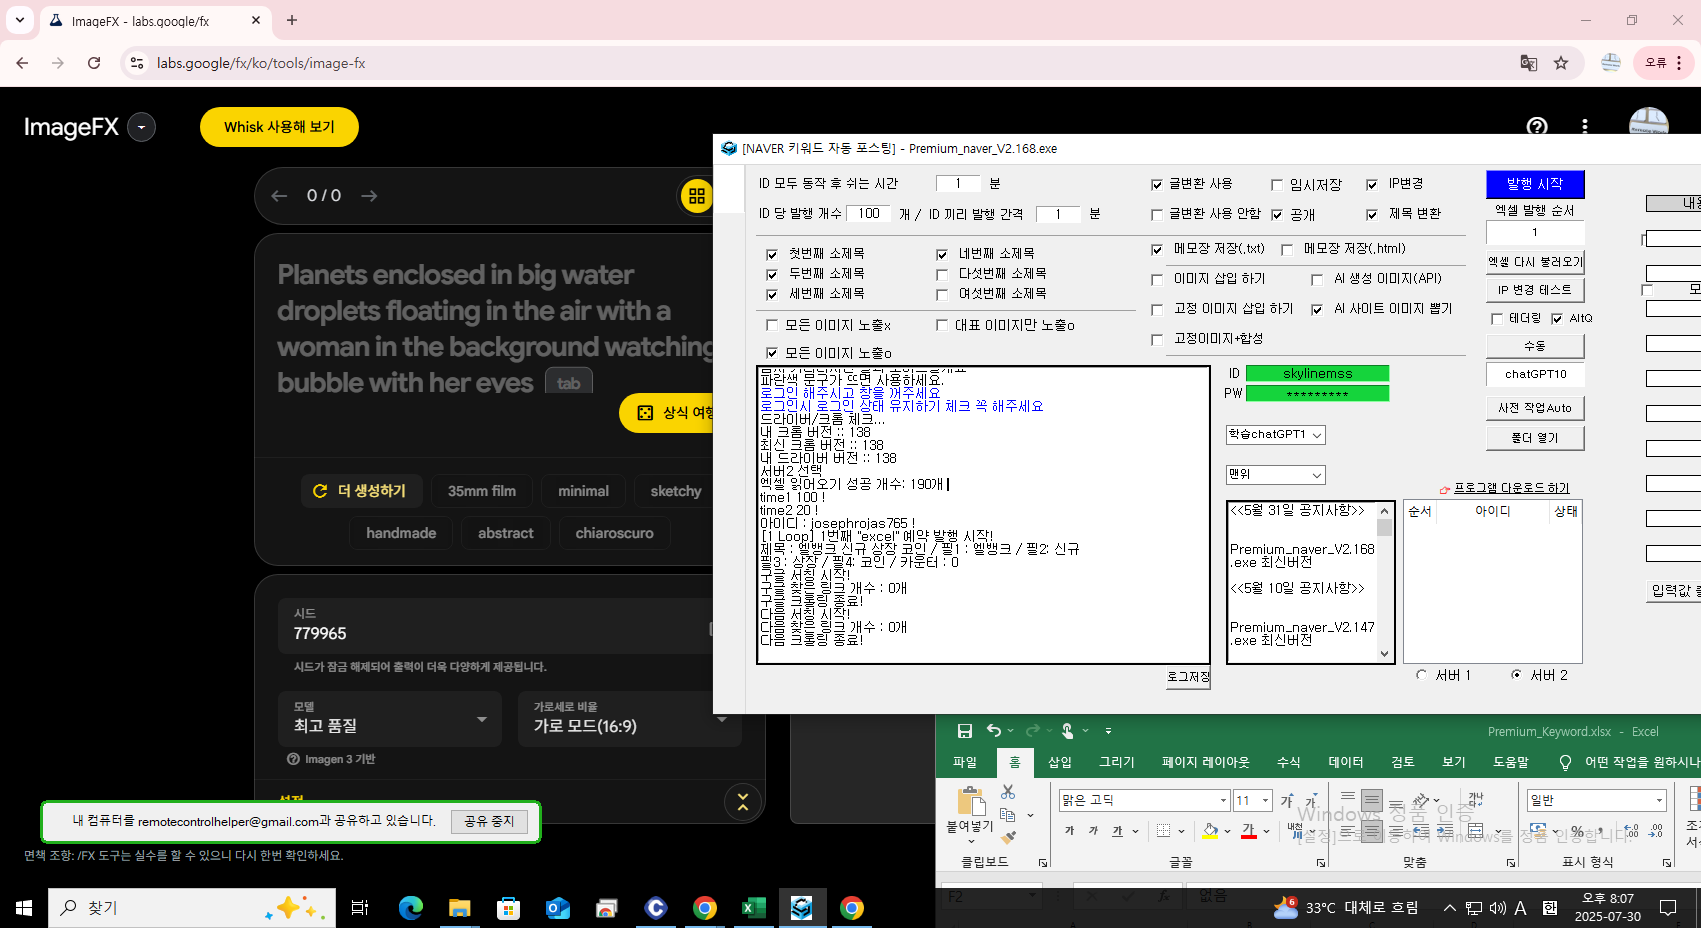 ImageFX - labs.google/fx
labs.google/fx/ko/tools/image-fx
오류
ImageFX
Whisk 사용해 보기
0 / 0
Planets enclosed in big water
droplets floating in the air with a
woman in the background watching
bubble with her eyes tab
상식 여행
더 생성하기
35mm film
minimal
sketchy
handmade
abstract
chiaroscuro
시드
779965
시드가 잠금 해제되어 출력이 더욱 다양하게 제공됩니다.
모델
최고 품질
가로세로 비율
가로 모드(16:9)
Imagen 3 기반
내 컴퓨터를 remotecontrolhelper@gmail.com과 공유하고 있습니다.
공유 중지
면책 조항: /FX 도구는 실수를 할 수 있으니 다시 한번 확인하세요.
[NAVER 키워드 자동 포스팅] - Premium_naver_V2.168.exe
ID 모두 동작 후 쉬는 시간 1 분
ID 당 발행 개수 100 개 / ID 끼리 발행 간격 1 분
첫번째 소제목
네번째 소제목
두번째 소제목
다섯번째 소제목
세번째 소제목
여섯번째 소제목
모든 이미지 노출x
대표 이미지만 노출o
모든 이미지 노출o
글변환 사용
임시저장
IP변경
글변환 사용 안함
공개
제목 변환
메모장 저장(.txt)
메모장 저장(.html)
이미지 삽입 하기
AI 생성 이미지(API)
고정 이미지 삽입 하기
AI 사이트 이미지 뽑기
고정이미지+합성
발행 시작
엑셀 발행 순서
1
엑셀 다시 불러오기
IP 변경 테스트
테더링
AltQ
수동
chatGPT10
사전 작업Auto
폴더 열기
파란색 문구가 뜨면 사용하세요.
로그인 해주시고 창을 꺼주세요
로그인시 로그인 상태 유지하기 체크 꼭 해주세요
드라이버/크롬 체크...
내 크롬 버전 :: 138
최신 크롬 버전 :: 138
내 드라이버 버전 :: 138
서버2 선택
엑셀 읽어오기 성공 개수: 190개
time1 100 !
time2 20 !
아이디 : josephrojas765 !
[1 Loop] 1번째 "excel" 예약 발행 시작!
제목 : 엘뱅크 신규 상장 코인 / 필1 : 엘뱅크 / 필2: 신규
필3 : 상장 / 필4: 코인 / 카운터 : 0
구글 서칭 시작!
구글 찾은 링크 개수 : 0개
구글 크롤링 종료!
다음 서칭 시작!
다음 찾은 링크 개수 : 0개
다음 크롤링 종료!
로그저장
ID skylinemss
PW *********
학습chatGPT1
맨위
프로그램 다운로드 하기
<<5월 31일 공지사항>>
Premium_naver_V2.168
.exe 최신버전
<<5월 10일 공지사항>>
Premium_naver_V2.147
.exe 최신버전
순서
아이디
상태
서버 1
서버 2
입력값
Premium_Keyword.xlsx - Excel
파일
홈
삽입
그리기
페이지 레이아웃
수식
데이터
검토
보기
도움말
어떤 작업을 원하시나
붙여넣기
클립보드
맑은 고딕
11
가 가 가
글꼴
맞춤
일반
표시 형식
Windows 정품 인증
F2
없음
찾기
33°C 대체로 흐림
A
한
오후 8:07
2025-07-30